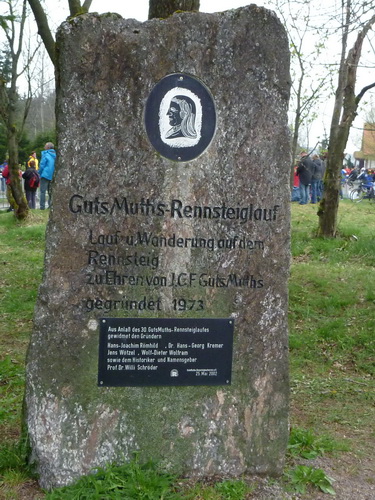 GutsMuths-Rennsteiglauf
Lauf u. Wanderung auf dem
Rennsteig
zu Ehren von J.C.F. GutsMuths
gegründet 1973
Aus Anlaß des 30. GutsMuths-Rennsteiglaufes
gewidmet den Gründern
Hans-Joachim Römhild , Dr. Hans-Georg Kremer
Jens Wötzel , Wolf-Dieter Wolfram
sowie dem Historiker und Namensgeber
Prof.Dr. Willi Schröder
25. Mai 2002